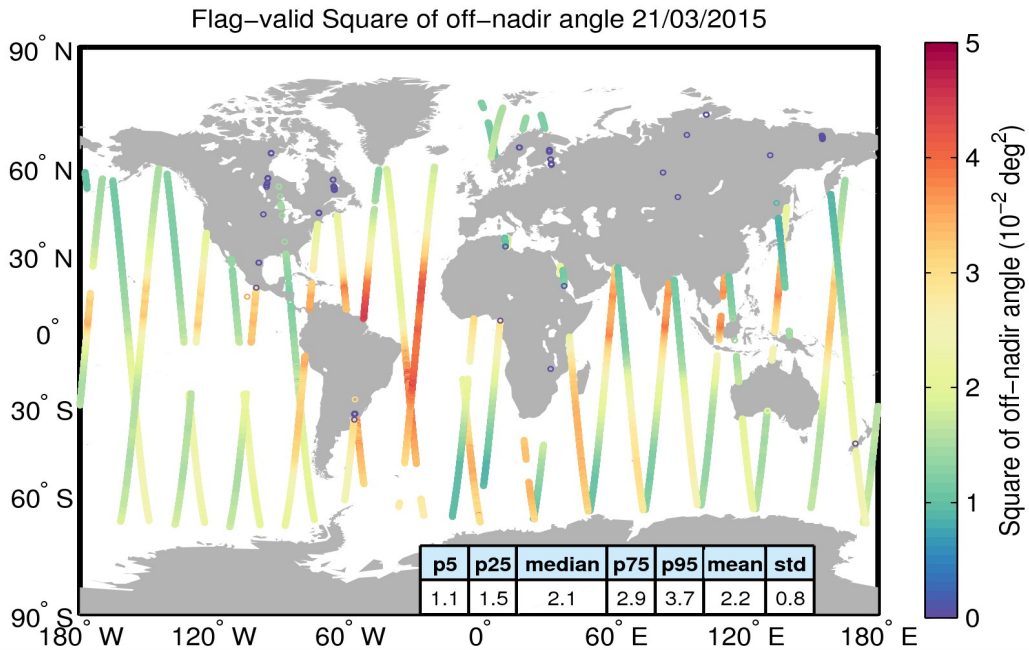 Flag−valid Square of off−nadir angle 21/03/2015
90° N
60° N
30° N
0°
30° S
60° S
90° S
180° W
120° W
60° W
0°
60° E
120° E
180° E
p5 p25 median p75 p95 mean std
1.1 1.5 2.1 2.9 3.7 2.2 0.8
5
4
3
2
1
0
Square of off−nadir angle (10−2 deg2)